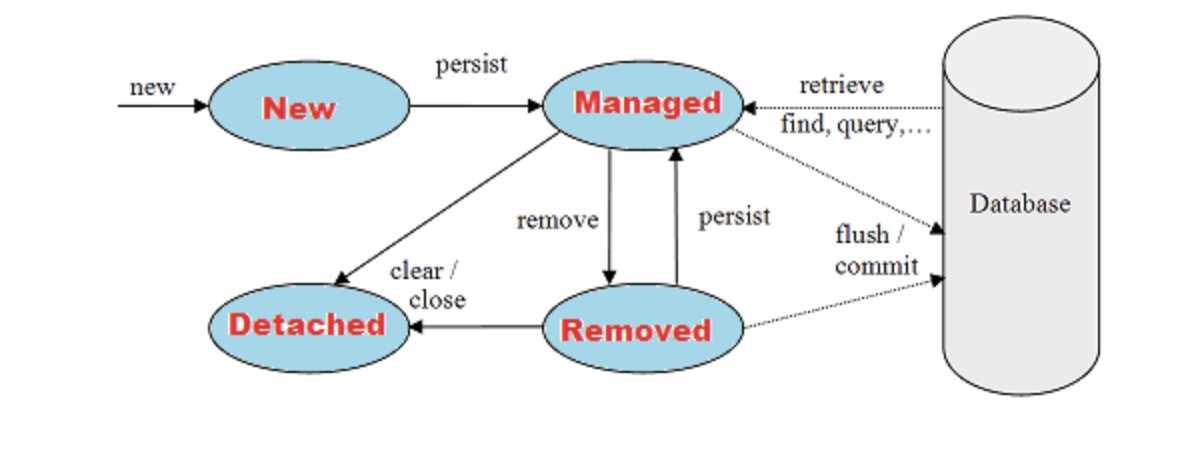 new
New
persist
Managed
retrieve
find, query,...
Database
remove
persist
flush /
commit
clear /
close
Detached
Removed